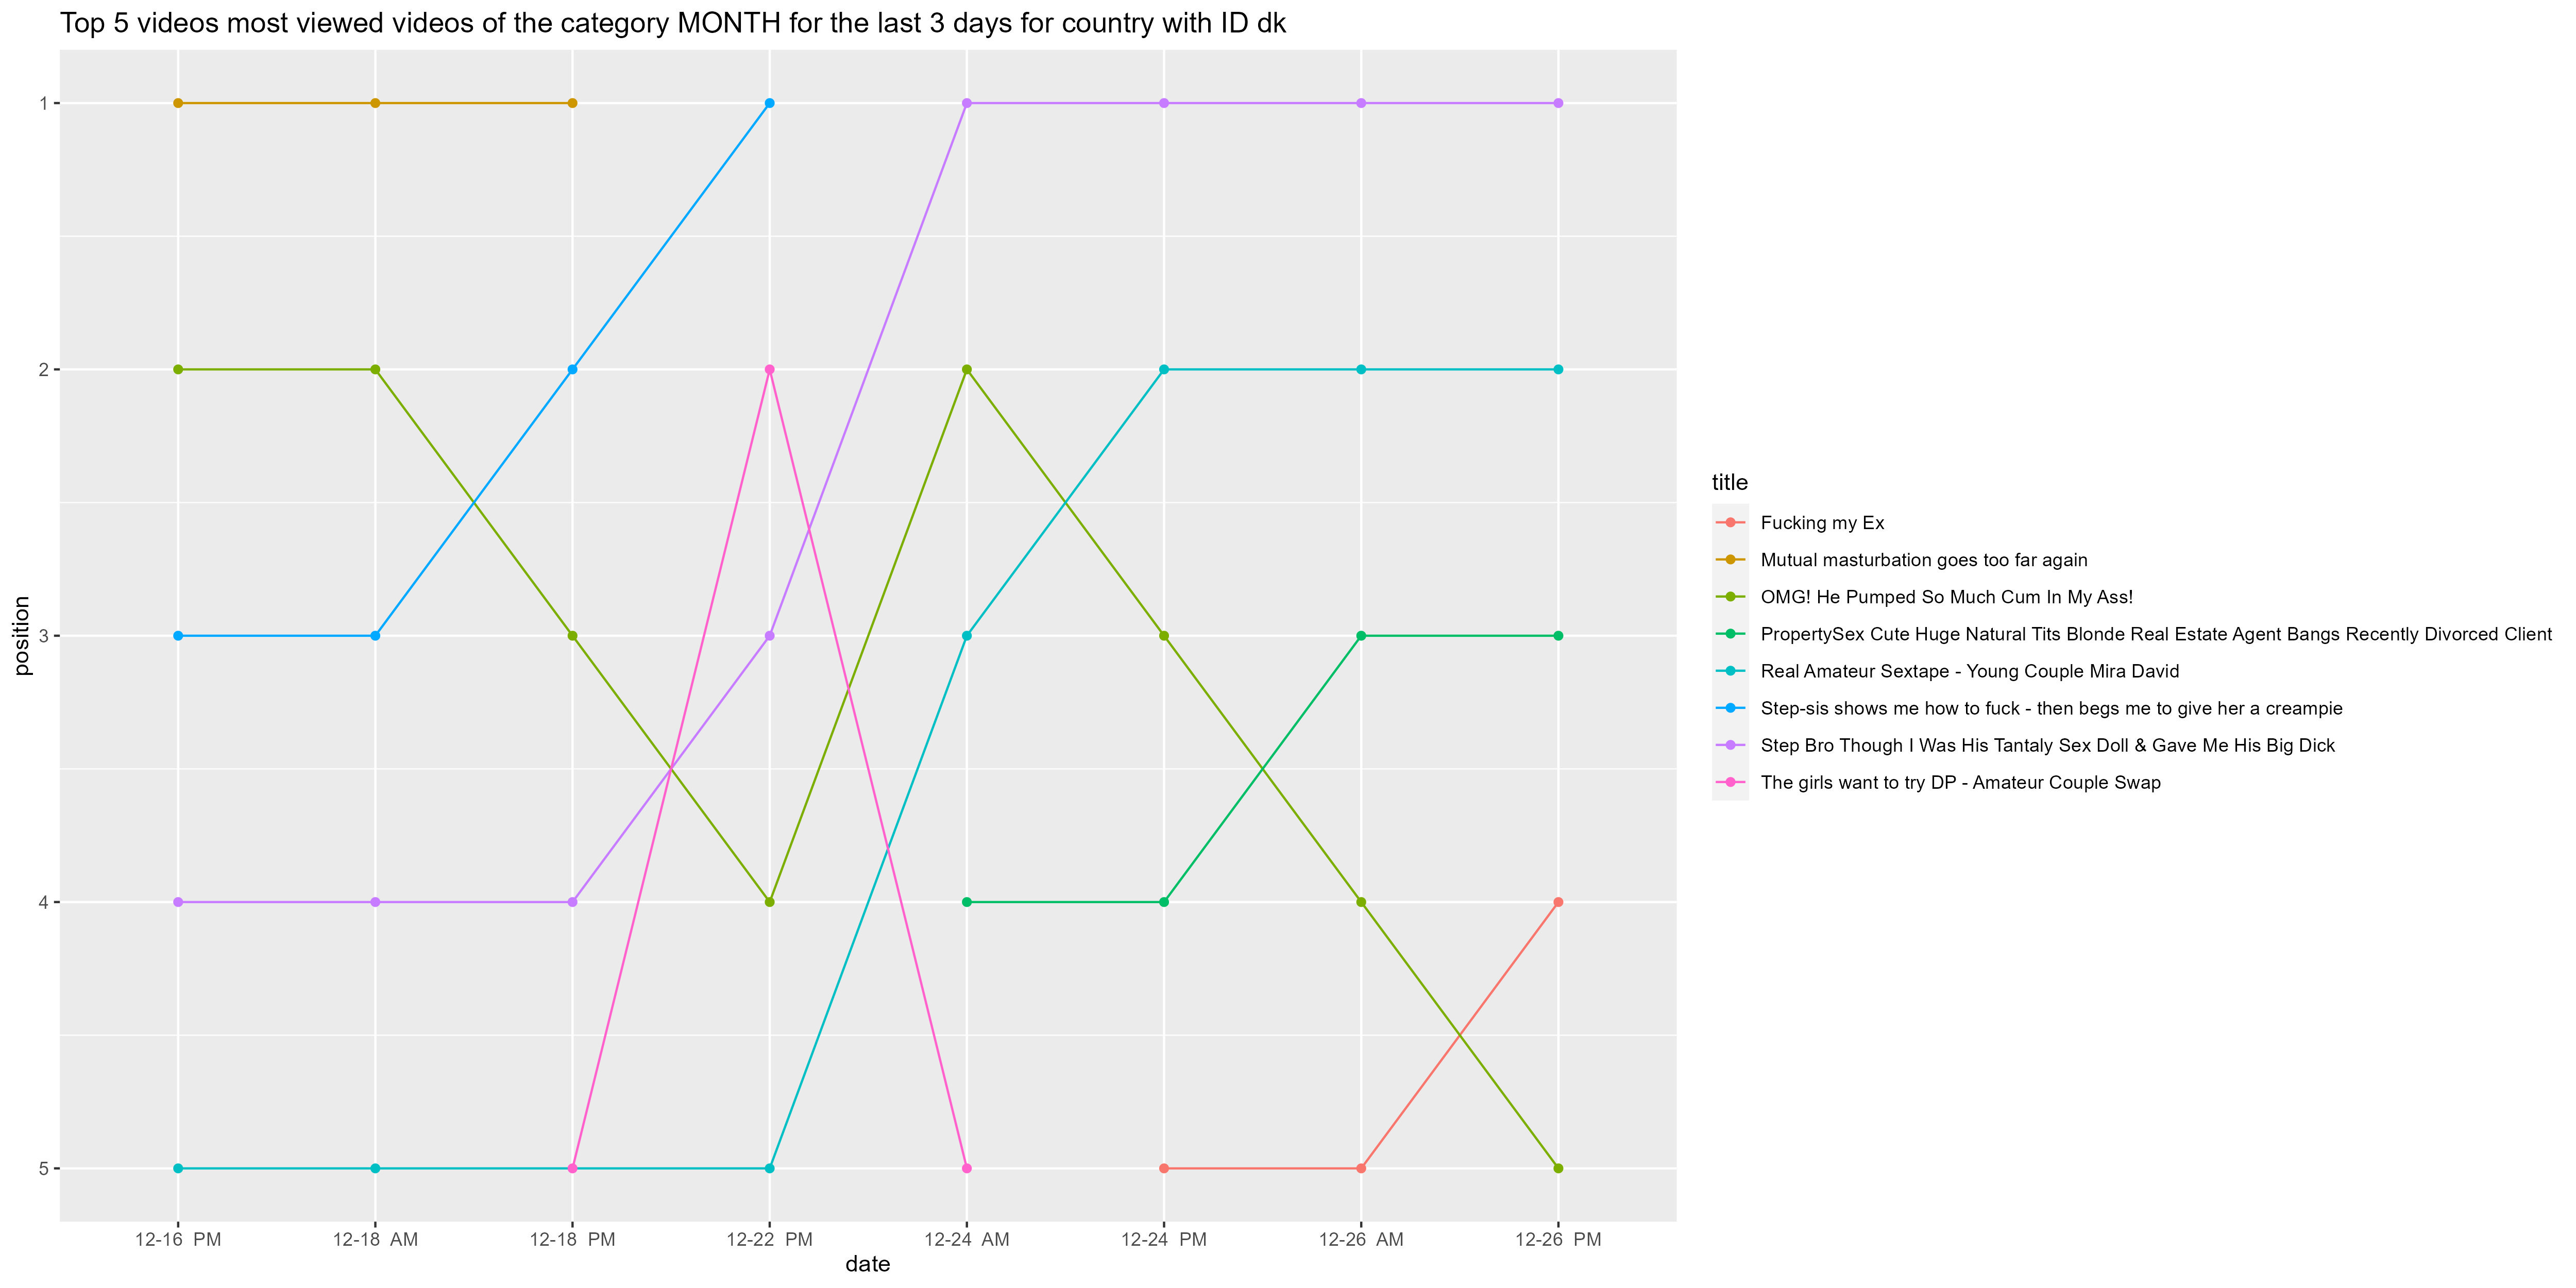 Top 5 videos most viewed videos of the category MONTH for the last 3 days for country with ID dk
1
2
3
4
5
position
12-16 PM
12-18 AM
12-18 PM
12-22 PM
12-24 AM
12-24 PM
12-26 AM
12-26 PM
date
title
Fucking my Ex
Mutual masturbation goes too far again
OMG! He Pumped So Much Cum In My Ass!
PropertySex Cute Huge Natural Tits Blonde Real Estate Agent Bangs Recently Divorced Client
Real Amateur Sextape - Young Couple Mira David
Step-sis shows me how to fuck - then begs me to give her a creampie
Step Bro Though I Was His Tantaly Sex Doll & Gave Me His Big Dick
The girls want to try DP - Amateur Couple Swap